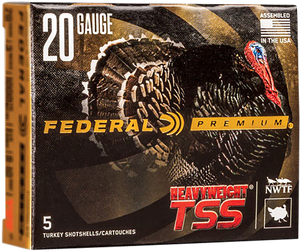 20 GAUGE
ASSEMBLED
IN THE USA
FEDERAL PREMIUM
NWTF
HEAVYWEIGHT
TSS
5
TURKEY SHOTSHELLS/CARTOUCHES